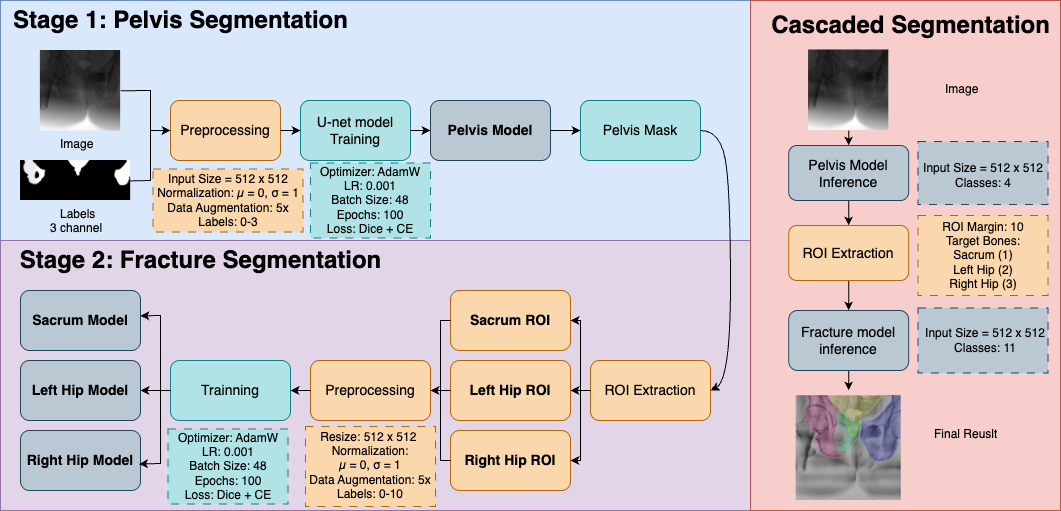 Stage 1: Pelvis Segmentation
Image
Labels
3 channel
Preprocessing
Input Size = 512 x 512
Normalization: μ = 0, σ = 1
Data Augmentation: 5x
Labels: 0-3
U-net model
Training
Optimizer: AdamW
LR: 0.001
Batch Size: 48
Epochs: 100
Loss: Dice + CE
Pelvis Model
Pelvis Mask
Stage 2: Fracture Segmentation
Sacrum Model
Left Hip Model
Right Hip Model
Trainning
Optimizer: AdamW
LR: 0.001
Batch Size: 48
Epochs: 100
Loss: Dice + CE
Preprocessing
Resize: 512 x 512
Normalization:
μ = 0, σ = 1
Data Augmentation: 5x
Labels: 0-10
Sacrum ROI
Left Hip ROI
Right Hip ROI
ROI Extraction
Cascaded Segmentation
Image
Pelvis Model
Inference
Input Size = 512 x 512
Classes: 4
ROI Extraction
ROI Margin: 10
Target Bones:
Sacrum (1)
Left Hip (2)
Right Hip (3)
Fracture model
inference
Input Size = 512 x 512
Classes: 11
Final Reuslt